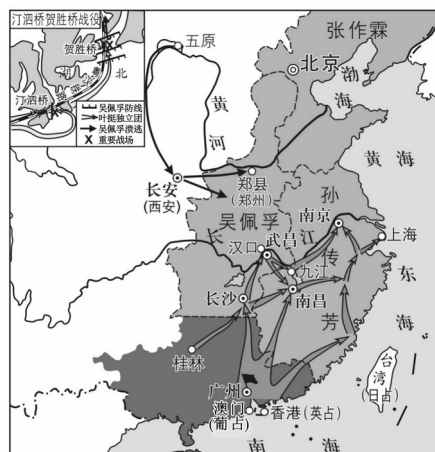 汀泗桥贺胜桥战役
贺胜桥
湖 北
汀泗桥
吴佩孚防线
叶挺独立团
吴佩孚溃逃
重要战场
五原
张作霖
北京
渤
海
黄
河
黄 海
长安
(西安)
郑县
(郑州)
吴佩孚
孙
传
芳
南京
上海
长
江
汉口
武昌
九江
南昌
长沙
东
海
桂林
广州
澳门
(葡占)
香港(英占)
台
湾
(日占)
南 海